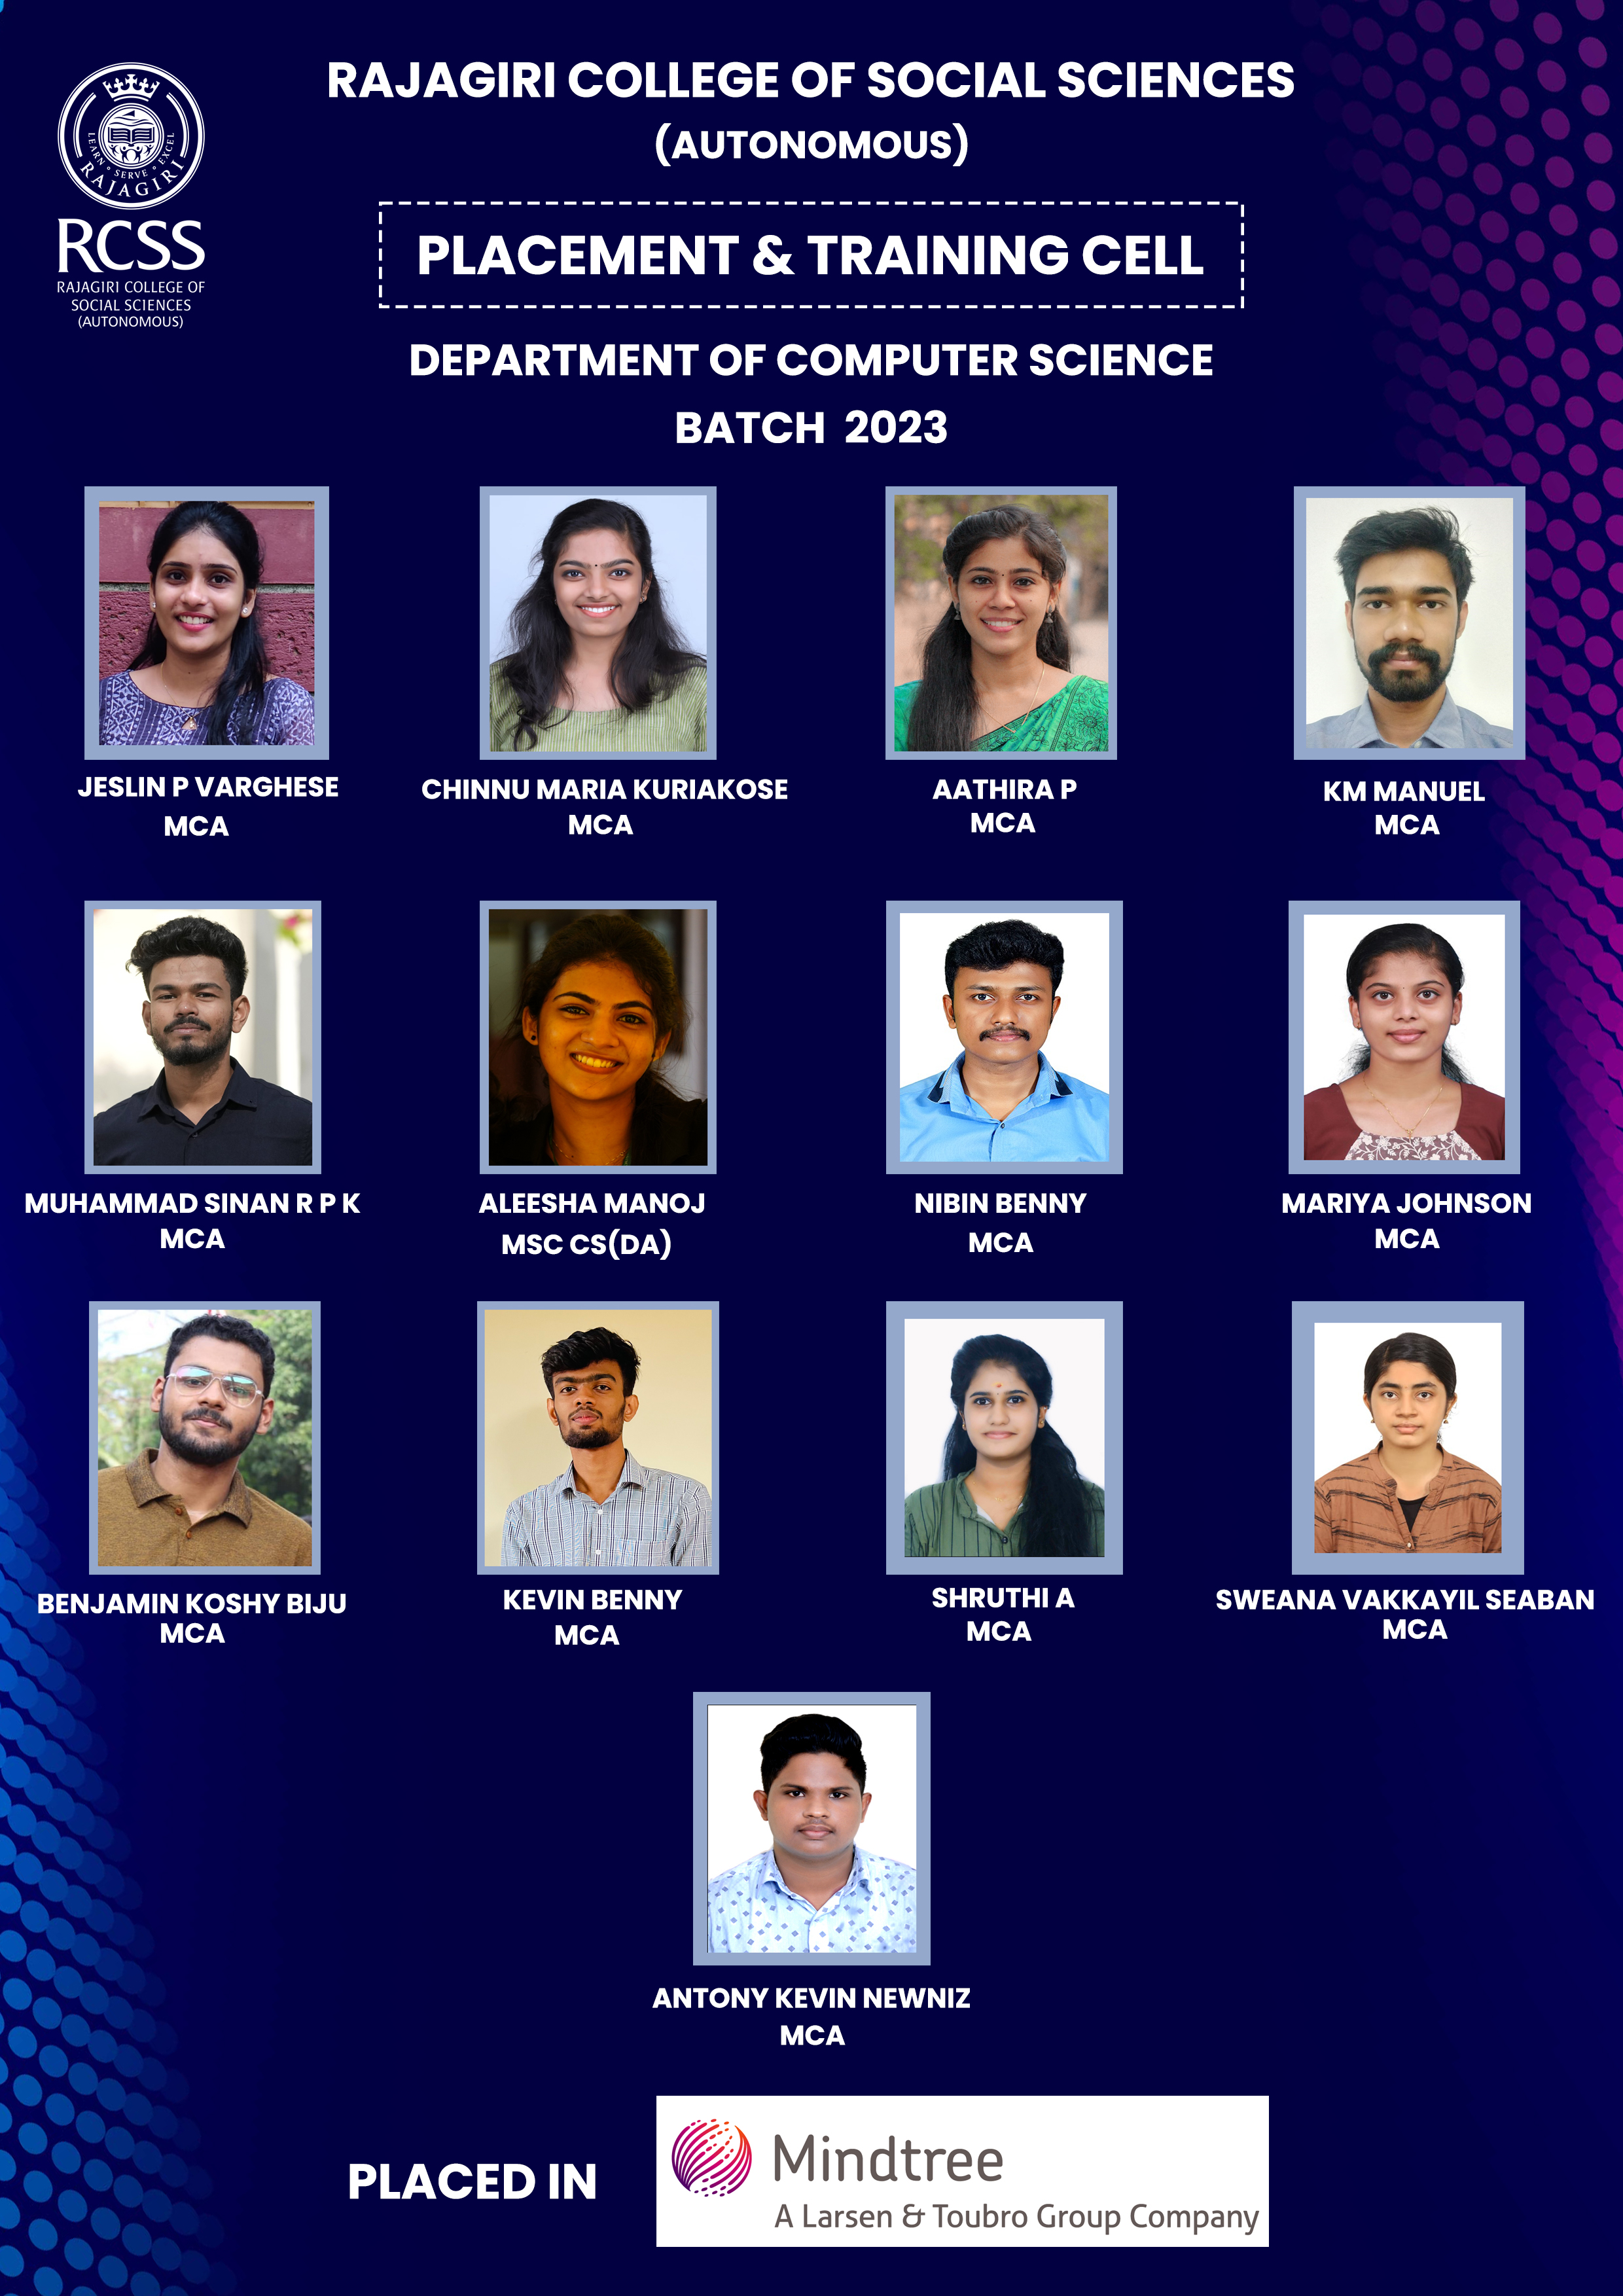 RAJAGIRI COLLEGE OF SOCIAL SCIENCES
(AUTONOMOUS)
LEARN • SERVE • EXCEL
RAJAGIRI
RCSS
RAJAGIRI COLLEGE OF
SOCIAL SCIENCES
(AUTONOMOUS)
PLACEMENT & TRAINING CELL
DEPARTMENT OF COMPUTER SCIENCE
BATCH 2023
JESLIN P VARGHESE
MCA
CHINNU MARIA KURIAKOSE
MCA
AATHIRA P
MCA
KM MANUEL
MCA
MUHAMMAD SINAN R P K
MCA
ALEESHA MANOJ
MSC CS(DA)
NIBIN BENNY
MCA
MARIYA JOHNSON
MCA
BENJAMIN KOSHY BIJU
MCA
KEVIN BENNY
MCA
SHRUTHI A
MCA
SWEANA VAKKAYIL SEABAN
MCA
ANTONY KEVIN NEWNIZ
MCA
PLACED IN
Mindtree
A Larsen & Toubro Group Company